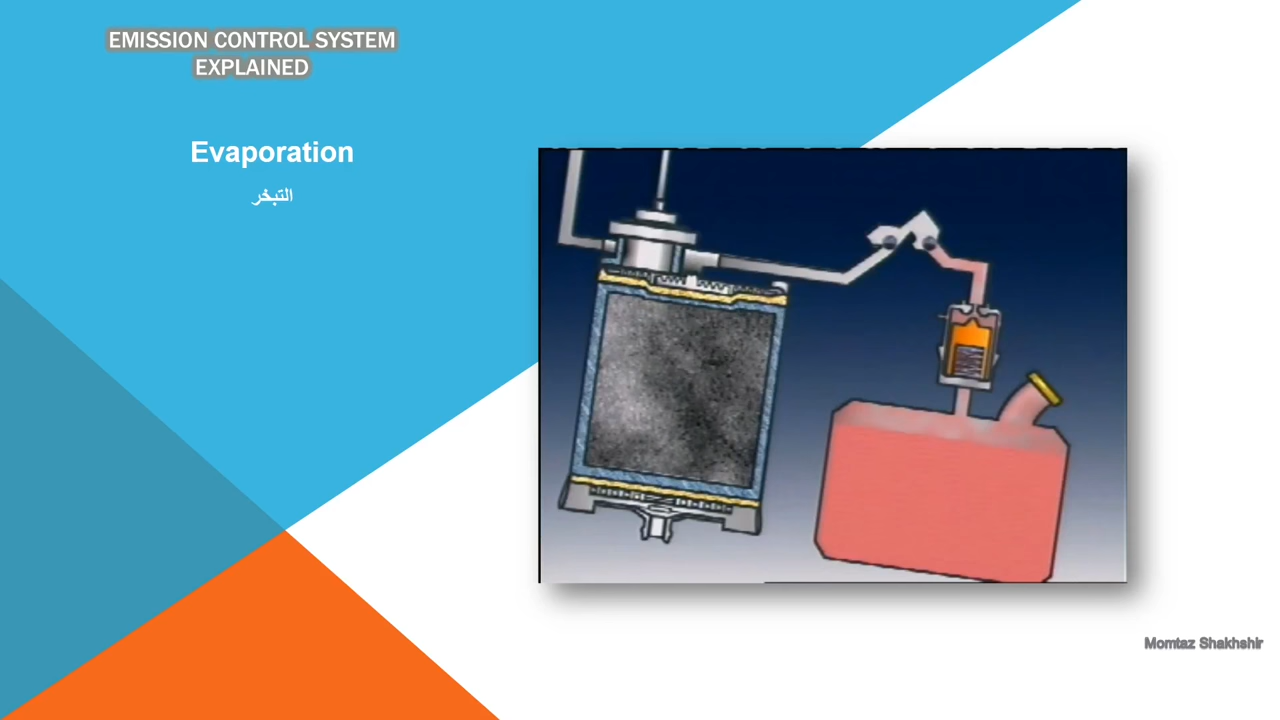 EMISSION CONTROL SYSTEM
EXPLAINED
Evaporation
التبخر
Momtaz Shakhshir